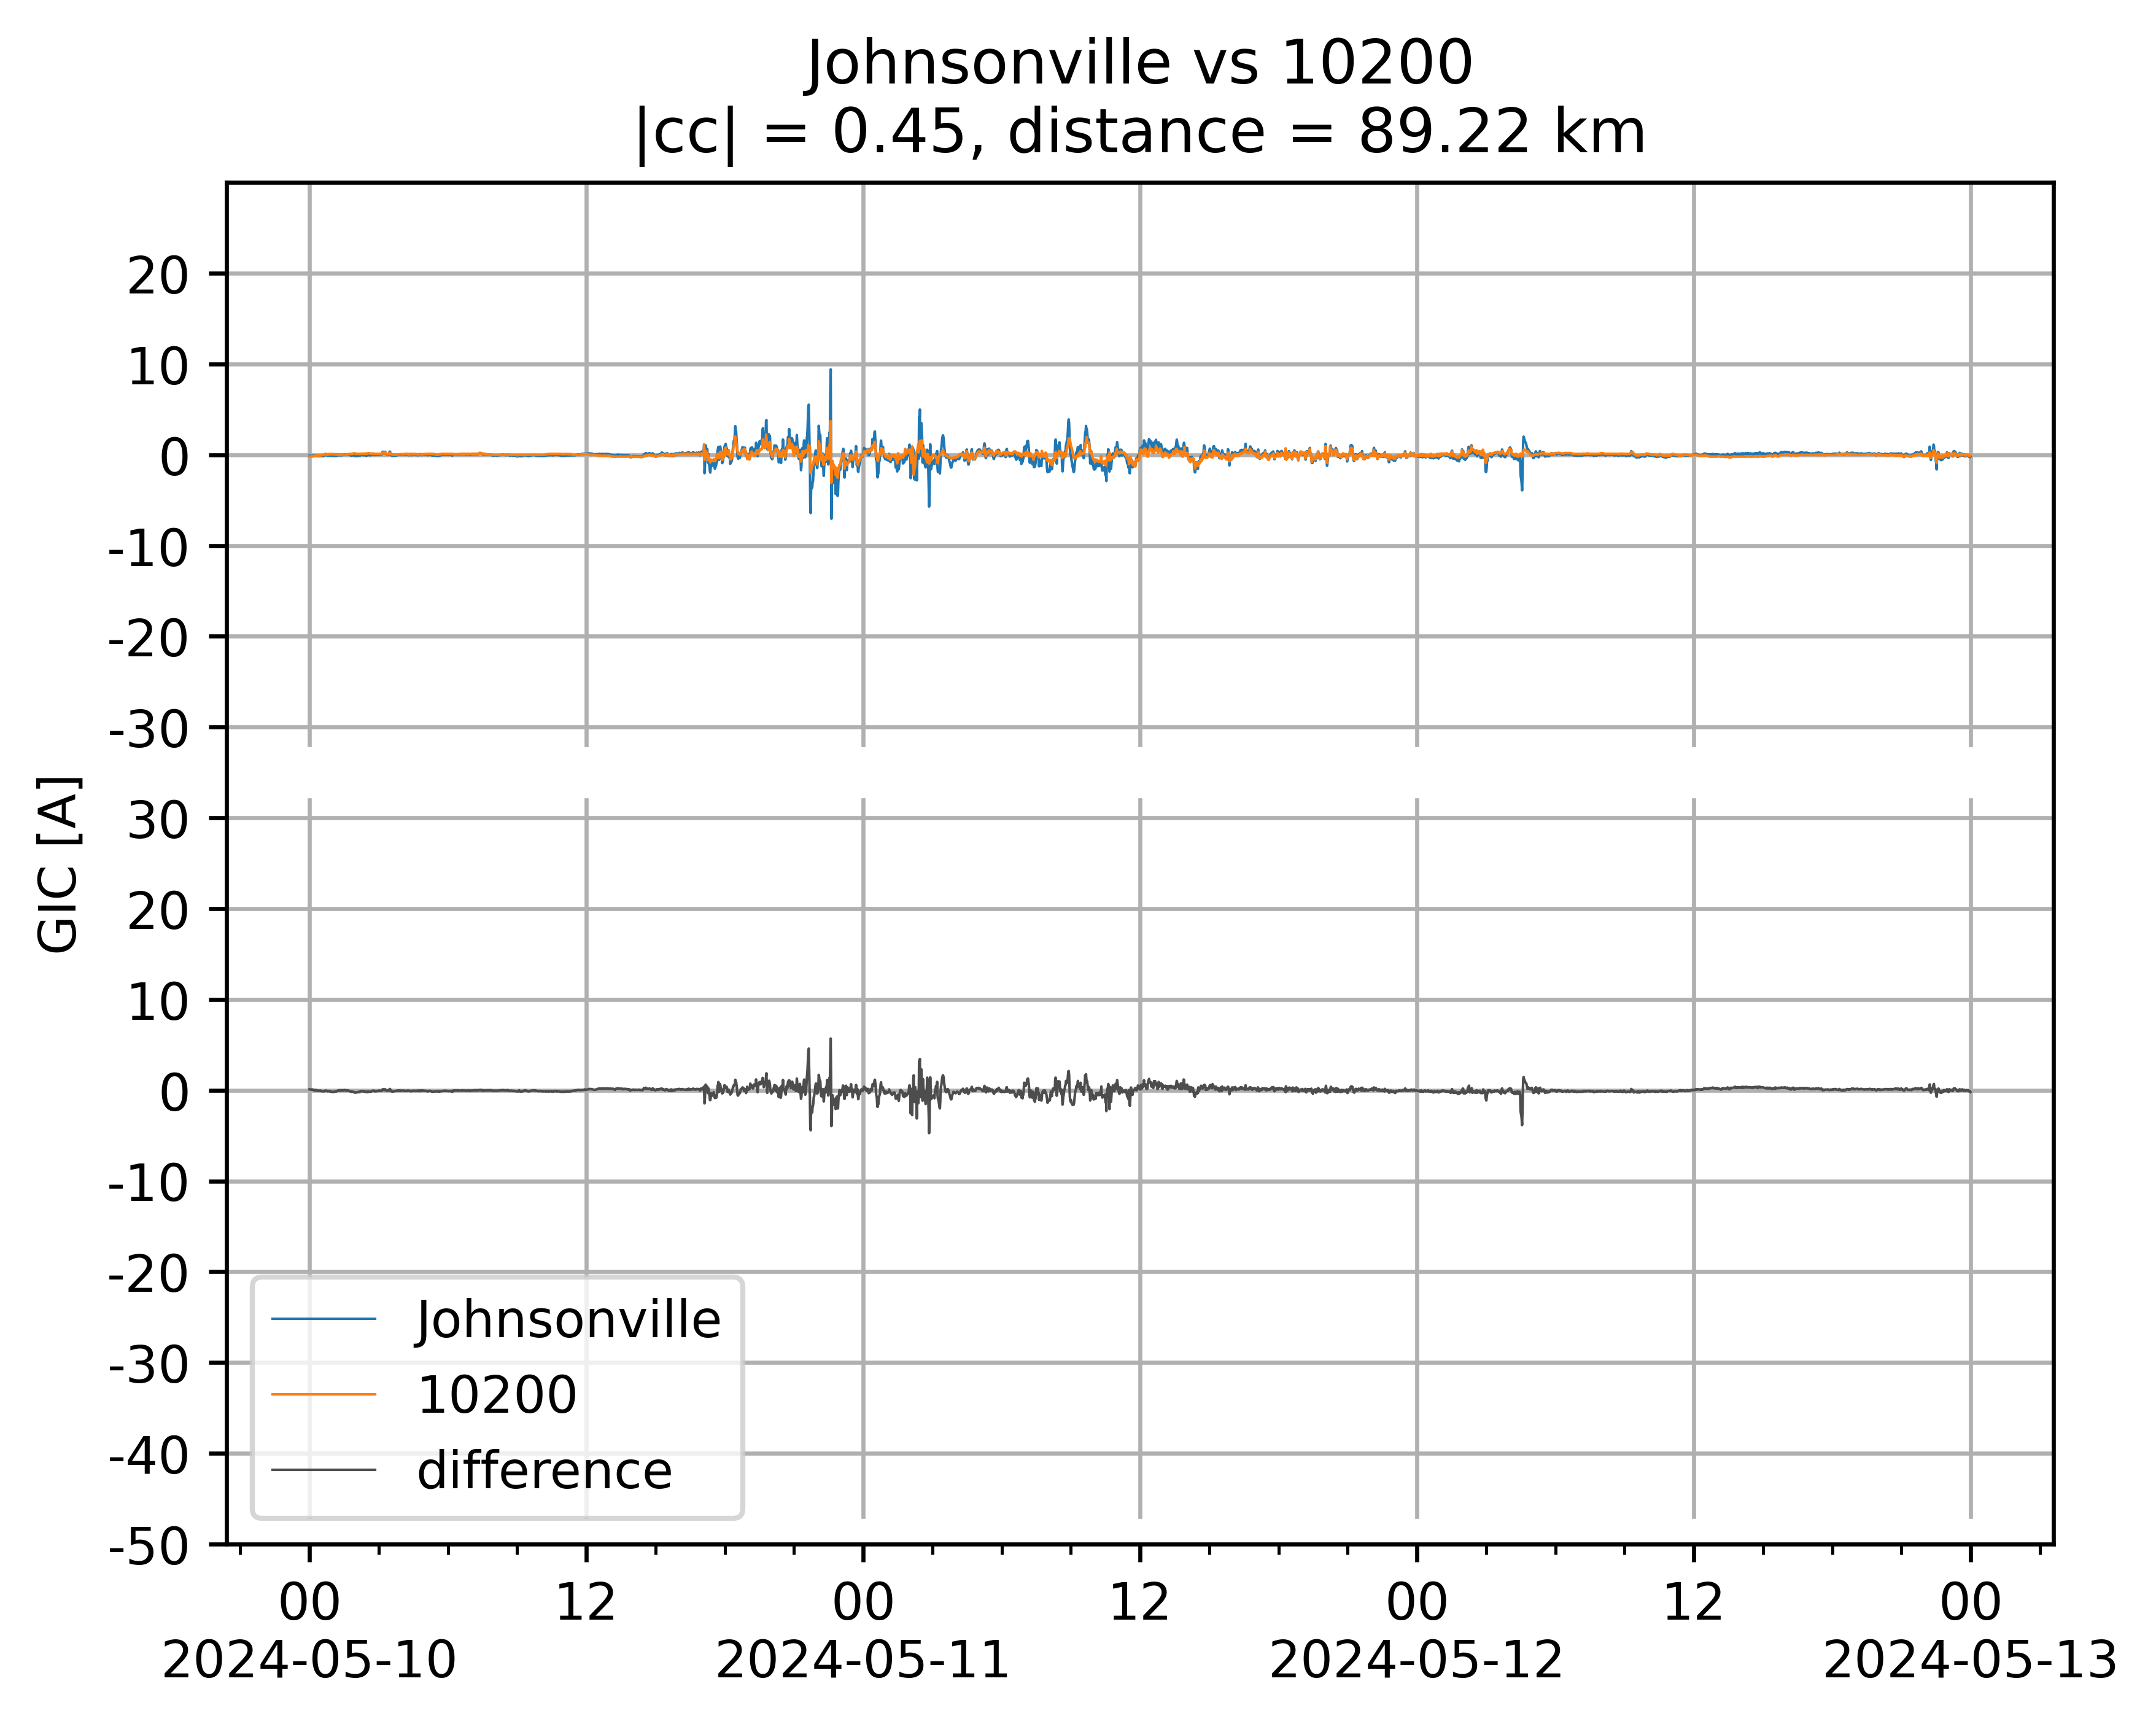 Johnsonville vs 10200
|cc| = 0.45, distance = 89.22 km
GIC [A]
20
10
0
-10
-20
-30
30
20
10
0
-10
-20
-30
-40
-50
Johnsonville
10200
difference
00 12 00 12 00 12 00
2024-05-10 2024-05-11 2024-05-12 2024-05-13